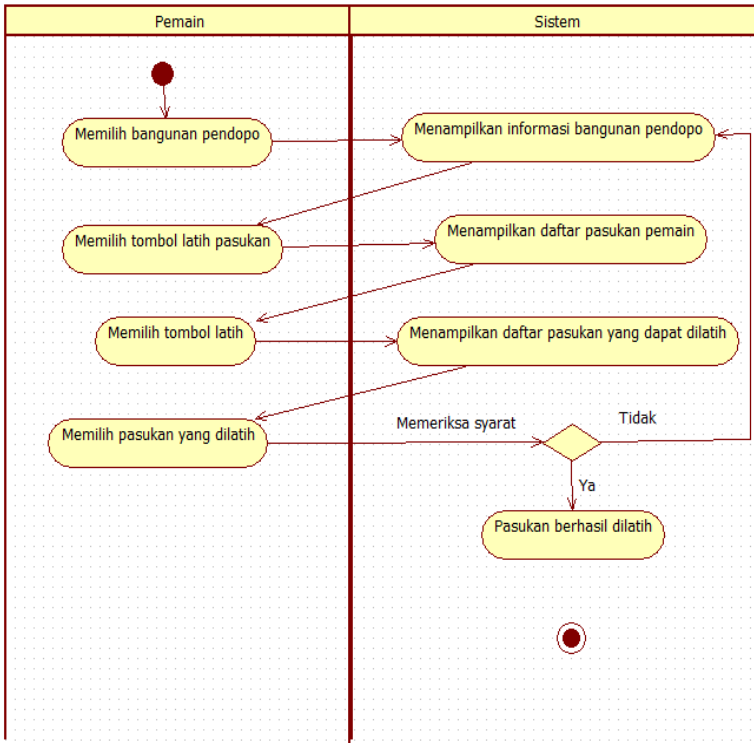 Pemain
Sistem
Memilih bangunan pendopo
Menampilkan informasi bangunan pendopo
Memilih tombol latih pasukan
Menampilkan daftar pasukan pemain
Memilih tombol latih
Menampilkan daftar pasukan yang dapat dilatih
Memilih pasukan yang dilatih
Memeriksa syarat
Tidak
Ya
Pasukan berhasil dilatih